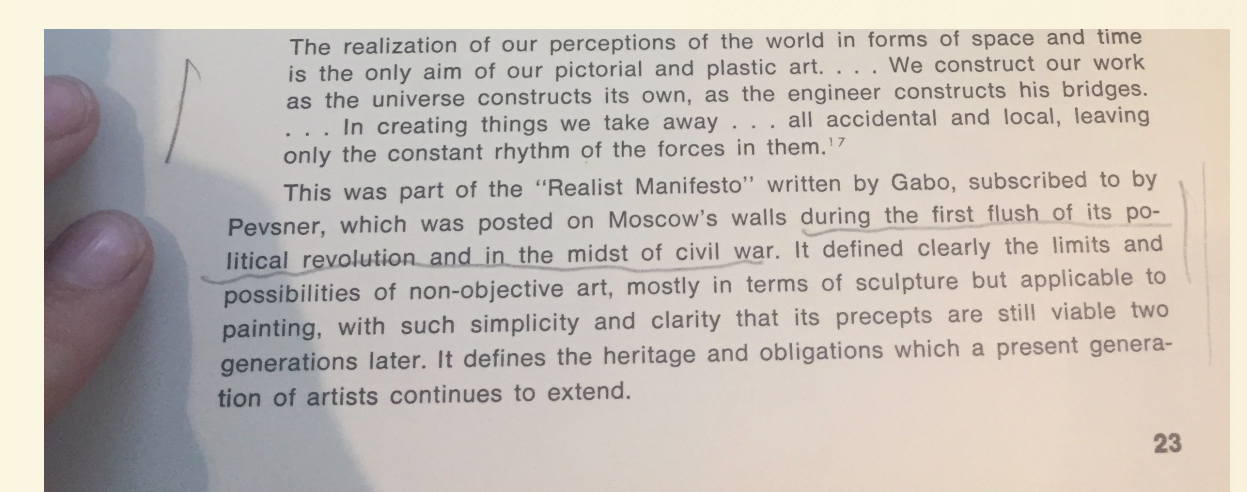 The realization of our perceptions of the world in forms of space and time
is the only aim of our pictorial and plastic art. . . . We construct our work
as the universe constructs its own, as the engineer constructs his bridges.
. . . In creating things we take away . . . all accidental and local, leaving
only the constant rhythm of the forces in them.¹⁷
This was part of the “Realist Manifesto” written by Gabo, subscribed to by
Pevsner, which was posted on Moscow’s walls during the first flush of its po-
litical revolution and in the midst of civil war. It defined clearly the limits and
possibilities of non-objective art, mostly in terms of sculpture but applicable to
painting, with such simplicity and clarity that its precepts are still viable two
generations later. It defines the heritage and obligations which a present genera-
tion of artists continues to extend.
23